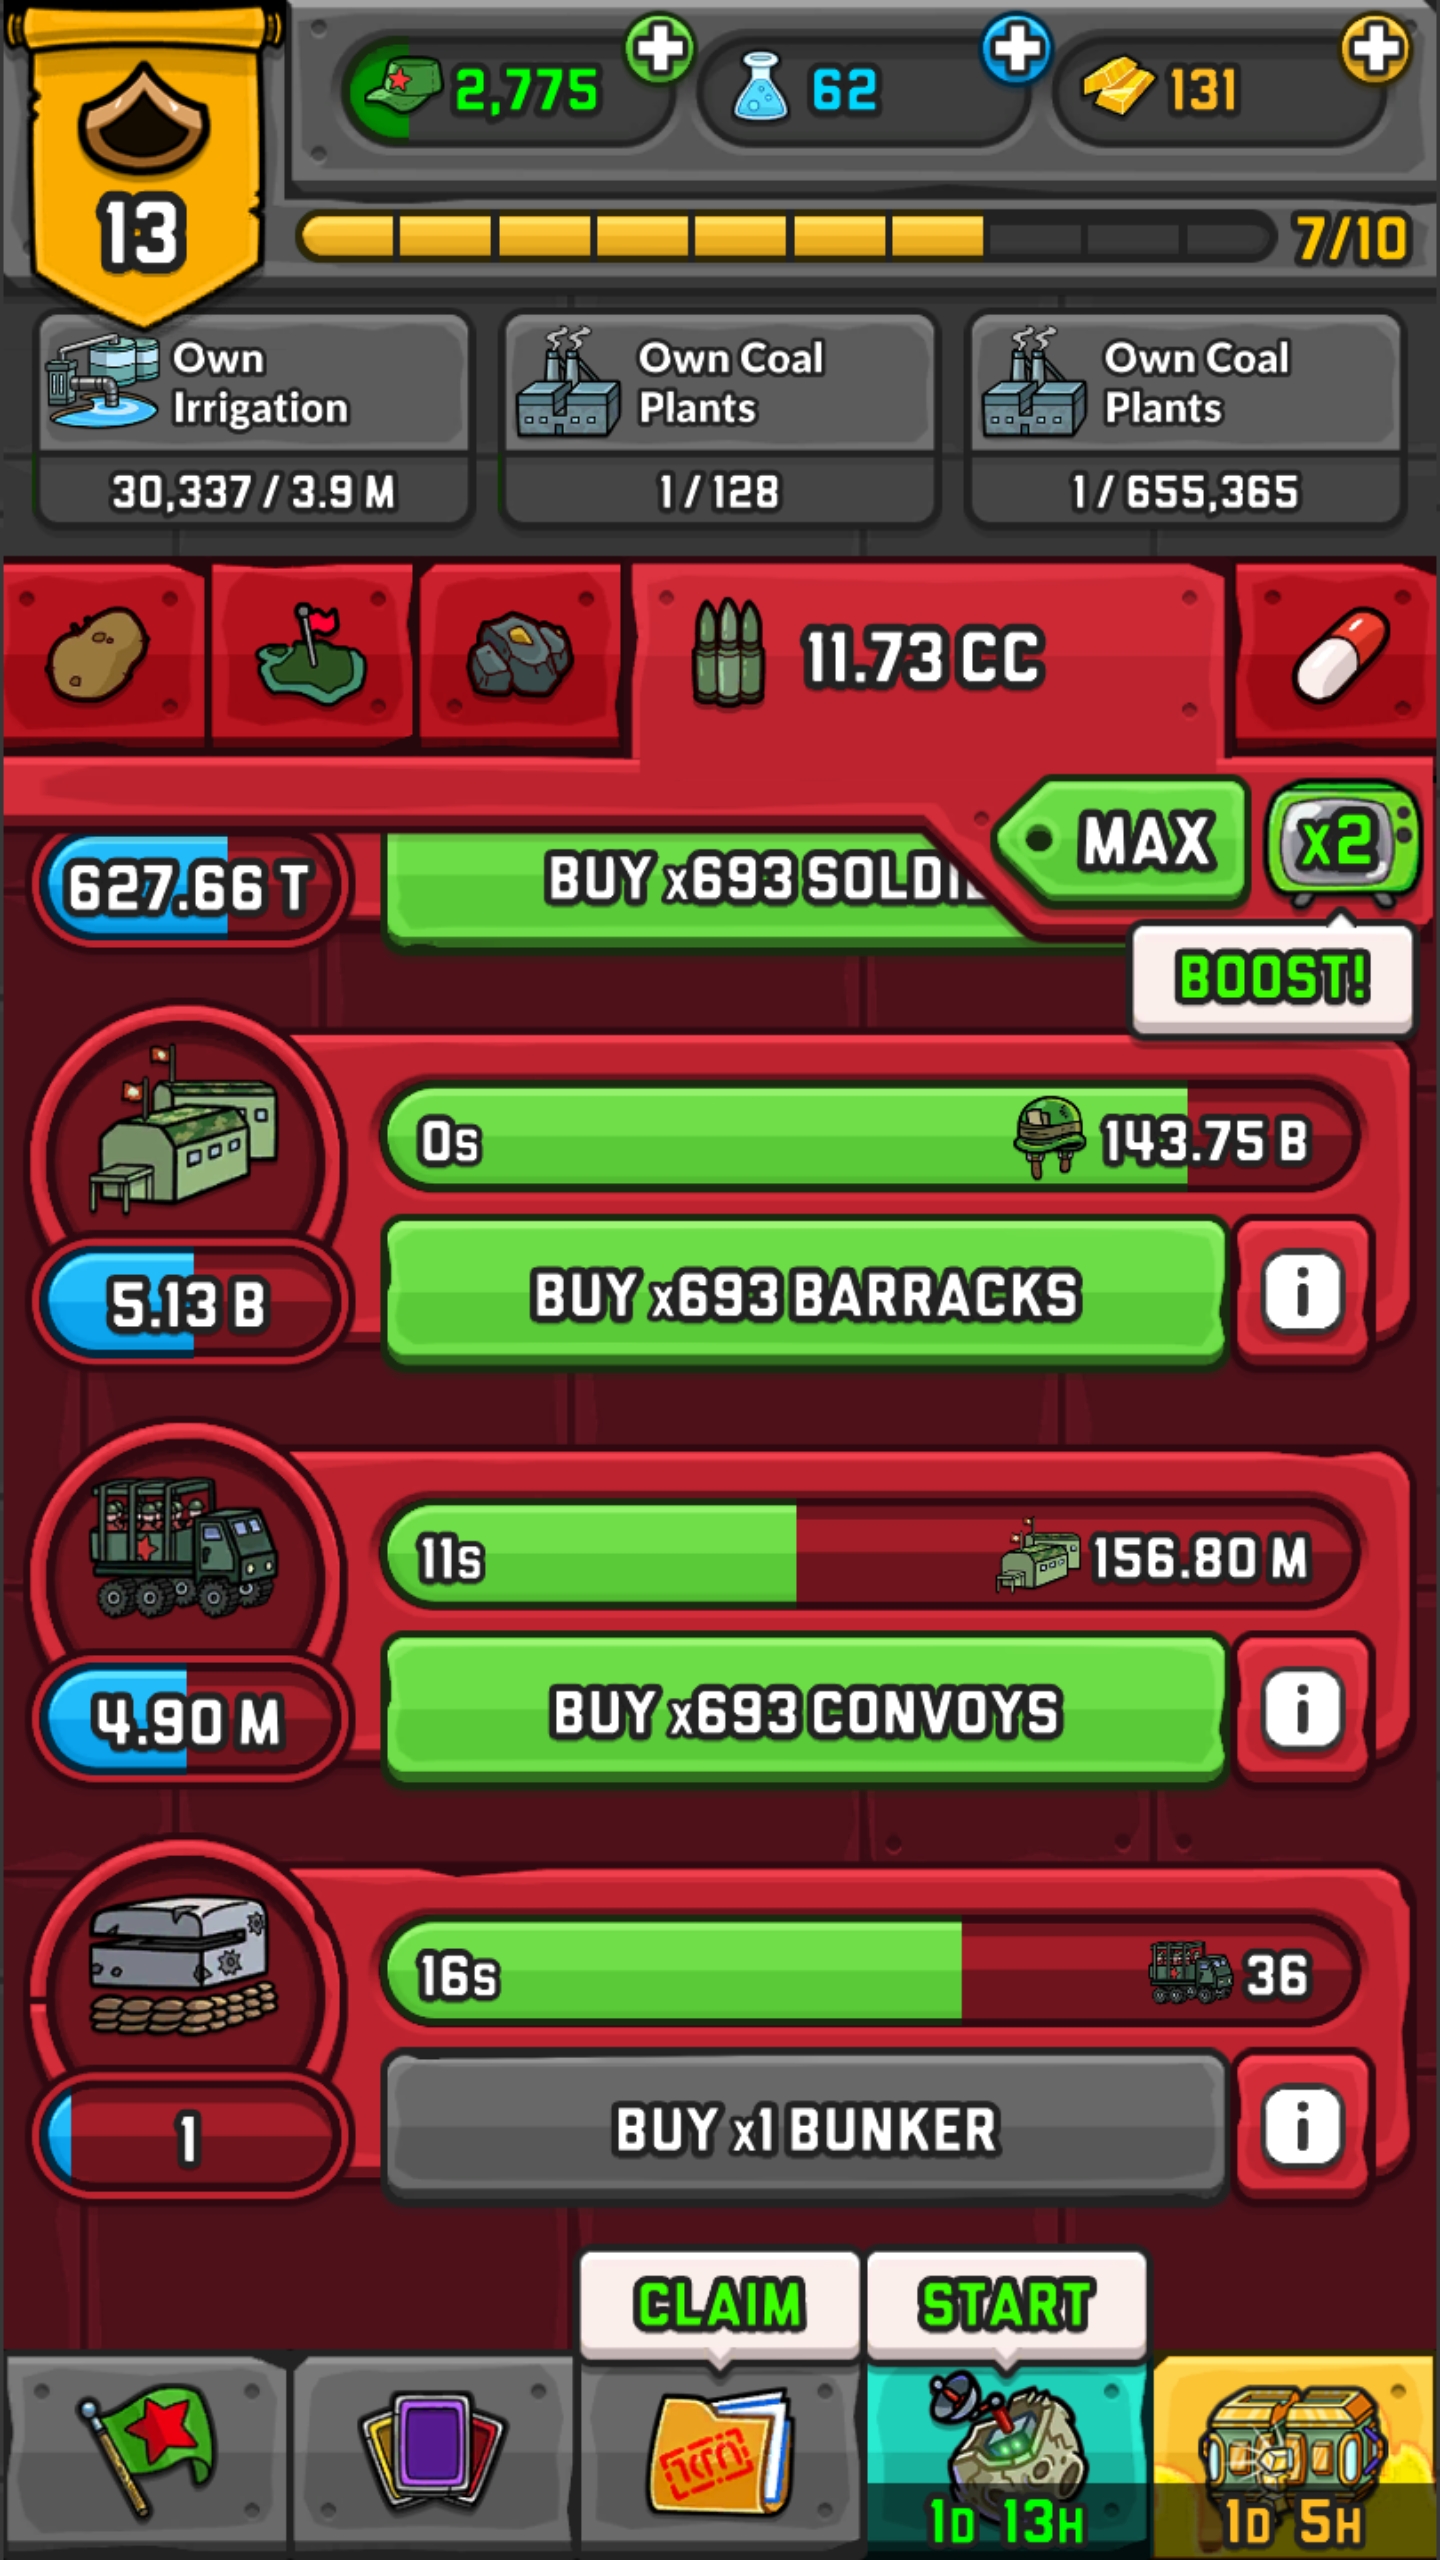 2,775
62
131
13
7/10
Own
Irrigation
30,337 / 3.9 M
Own Coal
Plants
1 / 128
Own Coal
Plants
1 / 655,365
11.73 CC
MAX
x2
627.66 T
BUY x693
BOOST!
0s
143.75 B
5.13 B
BUY x693 BARRACKS
i
11s
156.80 M
4.90 M
BUY x693 CONVOYS
i
16s
36
1
BUY x1 BUNKER
i
CLAIM
START
1D 13H
1D 5H